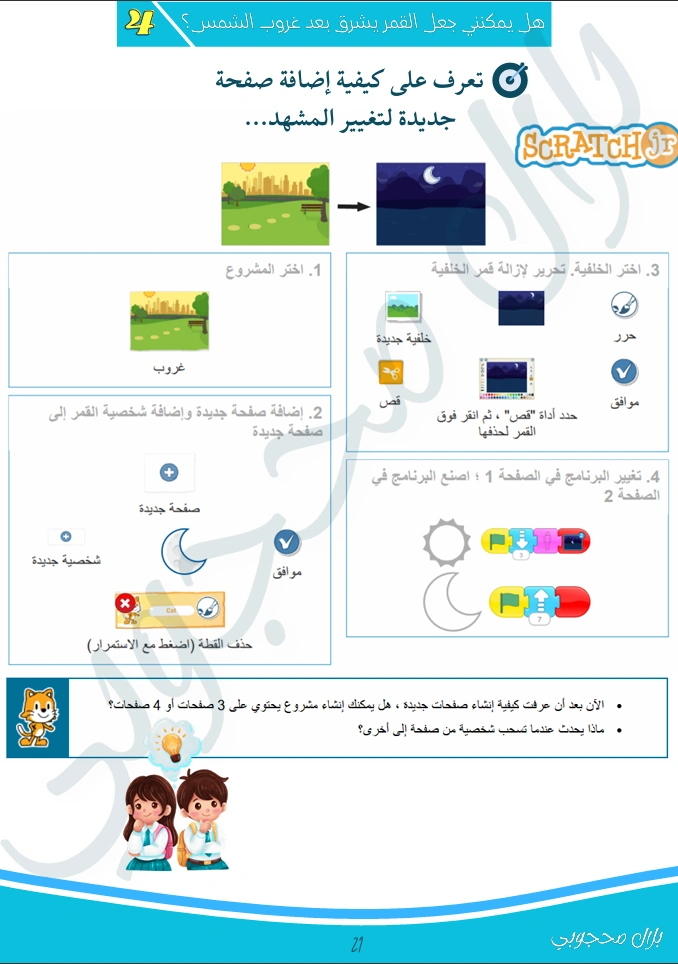 هل يمكنني جعل القمر يشرق بعد غروب الشمس؟
4
تعرف على كيفية إضافة صفحة
جديدة لتغيير المشهد...
SCRATCH jr
1. اختر المشروع
غروب
2. إضافة صفحة جديدة وإضافة شخصية القمر إلى
صفحة جديدة
صفحة جديدة
شخصية جديدة
موافق
Cat
حذف القطة (اضغط مع الاستمرار)
3. اختر الخلفية. تحرير لإزالة قمر الخلفية
خلفية جديدة
حرر
قص
موافق
حدد أداة "قص" ، ثم انقر فوق
القمر لحذفها
4. تغيير البرنامج في الصفحة 1 ؛ اصنع البرنامج في
الصفحة 2
3
7
• الآن بعد أن عرفت كيفية إنشاء صفحات جديدة ، هل يمكنك إنشاء مشروع يحتوي على 3 صفحات أو 4 صفحات؟
• ماذا يحدث عندما تسحب شخصية من صفحة إلى أخرى؟
بلال محجوبي
21
بلال محجوبي